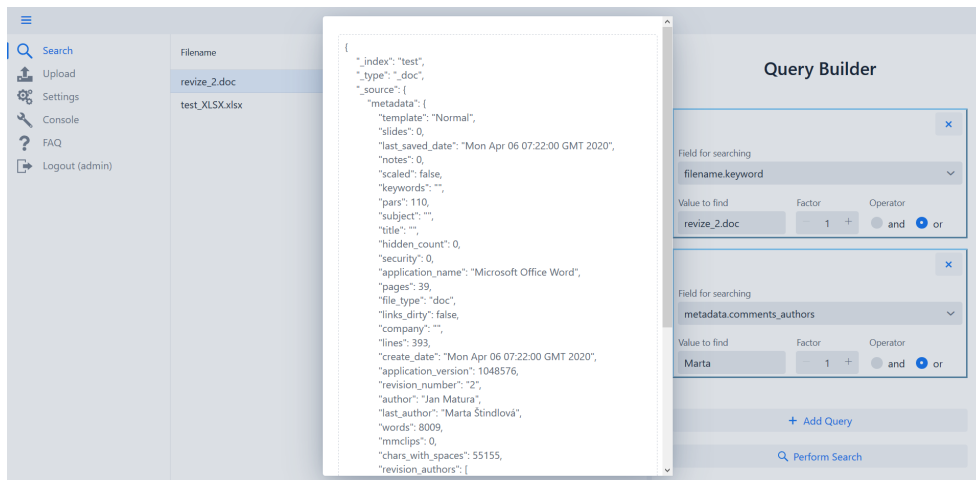 Search
Upload
Settings
Console
FAQ
Logout (admin)
Filename
revize_2.doc
test_XLSX.xlsx
{
"_index": "test",
"_type": "_doc",
"_source": {
"metadata": {
"template": "Normal",
"slides": 0,
"last_saved_date": "Mon Apr 06 07:22:00 GMT 2020",
"notes": 0,
"scaled": false,
"keywords": "",
"pars": 110,
"subject": "",
"title": "",
"hidden_count": 0,
"security": 0,
"application_name": "Microsoft Office Word",
"pages": 39,
"file_type": "doc",
"links_dirty": false,
"company": "",
"lines": 393,
"create_date": "Mon Apr 06 07:22:00 GMT 2020",
"application_version": 1048576,
"revision_number": "2",
"author": "Jan Matura",
"last_author": "Marta Štindlová",
"words": 8009,
"mmclips": 0,
"chars_with_spaces": 55155,
"revision_authors": [
Query Builder
Field for searching
filename.keyword
Value to find Factor Operator
revize_2.doc - 1 + and or
Field for searching
metadata.comments_authors
Value to find Factor Operator
Marta - 1 + and or
+ Add Query
Perform Search